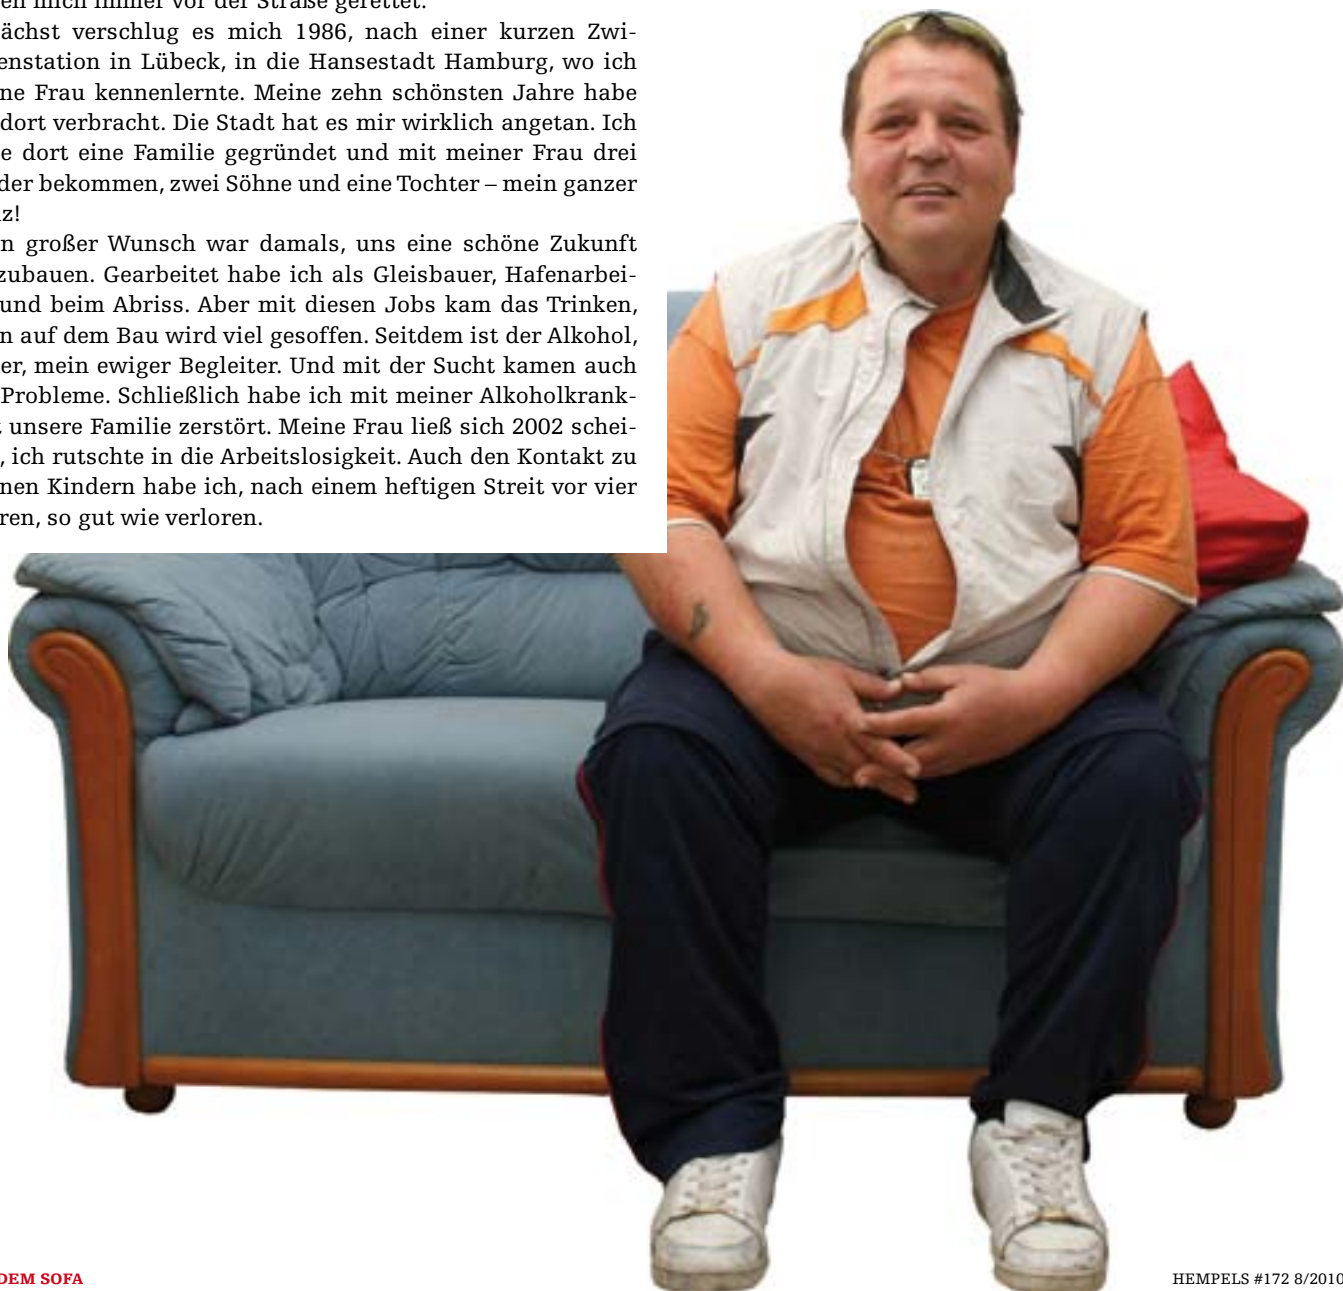 en mich immer vor der Straße gerettet.
ächst verschlug es mich 1986, nach einer kurzen Zwi-
enstation in Lübeck, in die Hansestadt Hamburg, wo ich
ne Frau kennenlernte. Meine zehn schönsten Jahre habe
dort verbracht. Die Stadt hat es mir wirklich angetan. Ich
e dort eine Familie gegründet und mit meiner Frau drei
der bekommen, zwei Söhne und eine Tochter – mein ganzer
z!
n großer Wunsch war damals, uns eine schöne Zukunft
zubauen. Gearbeitet habe ich als Gleisbauer, Hafenarbei-
und beim Abriss. Aber mit diesen Jobs kam das Trinken,
n auf dem Bau wird viel gesoffen. Seitdem ist der Alkohol,
er, mein ewiger Begleiter. Und mit der Sucht kamen auch
Probleme. Schließlich habe ich mit meiner Alkoholkrank-
t unsere Familie zerstört. Meine Frau ließ sich 2002 schei-
, ich rutschte in die Arbeitslosigkeit. Auch den Kontakt zu
nen Kindern habe ich, nach einem heftigen Streit vor vier
ren, so gut wie verloren.
DEM SOFA
HEMPELS #172 8/2010